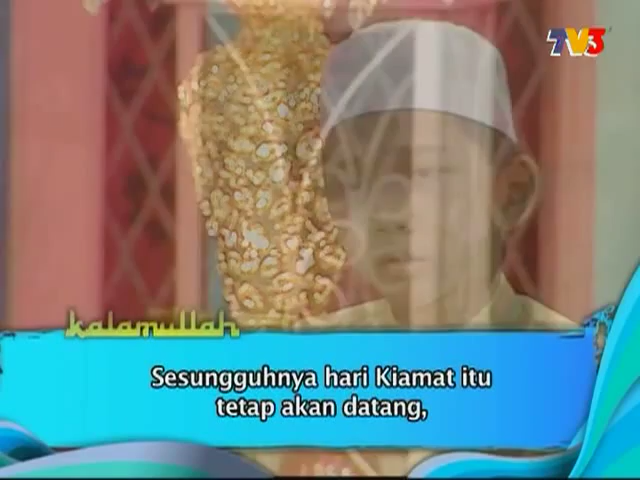 TV3
kalamullah
Sesungguhnya hari Kiamat itu
tetap akan datang,